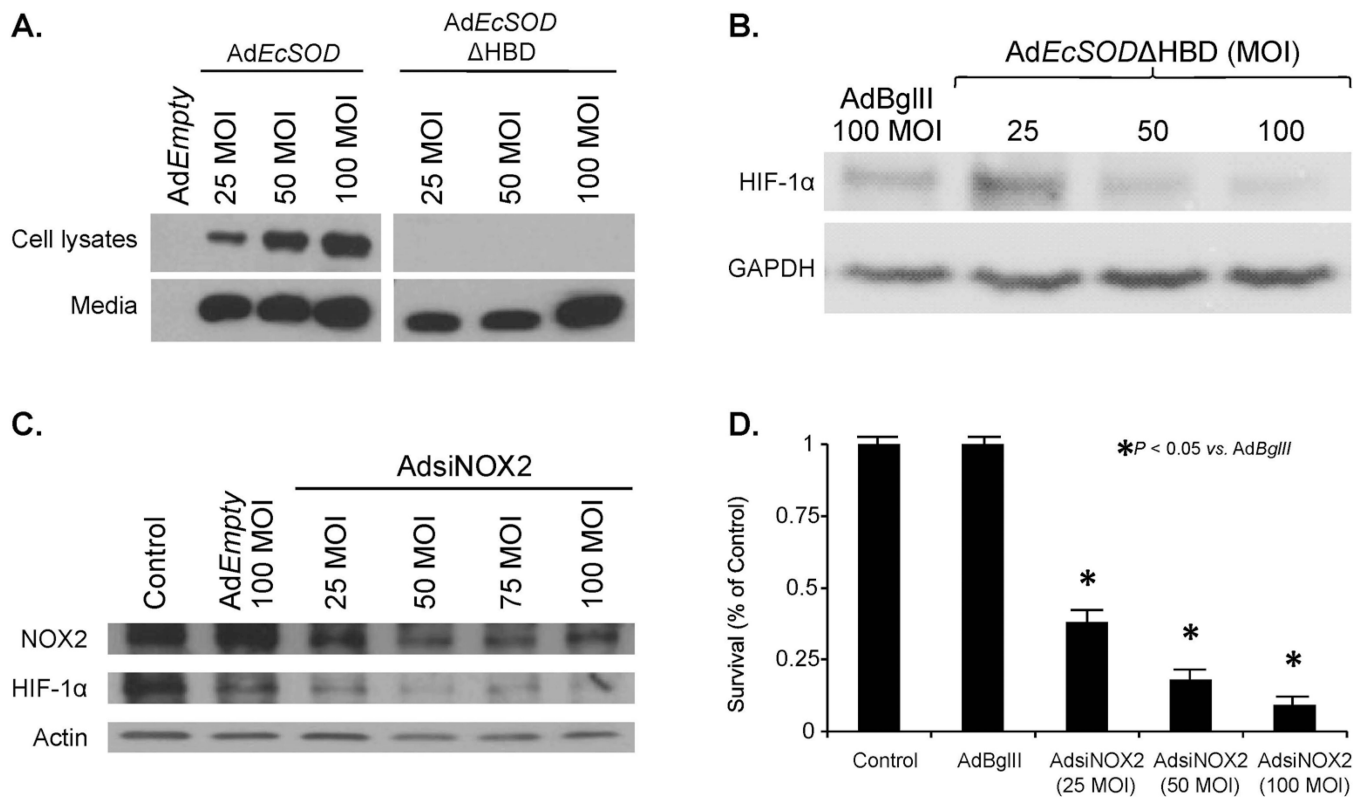 A.
AdEcSOD
AdEcSOD
ΔHBD
AdEmpty
25 MOI
50 MOI
100 MOI
25 MOI
50 MOI
100 MOI
Cell lysates
Media
B.
AdEcSODΔHBD (MOI)
AdBglII
100 MOI
25
50
100
HIF-1α
GAPDH
C.
AdsiNOX2
Control
AdEmpty
100 MOI
25 MOI
50 MOI
75 MOI
100 MOI
NOX2
HIF-1α
Actin
D.
*P < 0.05 vs. AdBglII
Survival (% of Control)
1
0.75
0.5
0.25
0
*
*
*
Control
AdBglII
AdsiNOX2
(25 MOI)
AdsiNOX2
(50 MOI)
AdsiNOX2
(100 MOI)